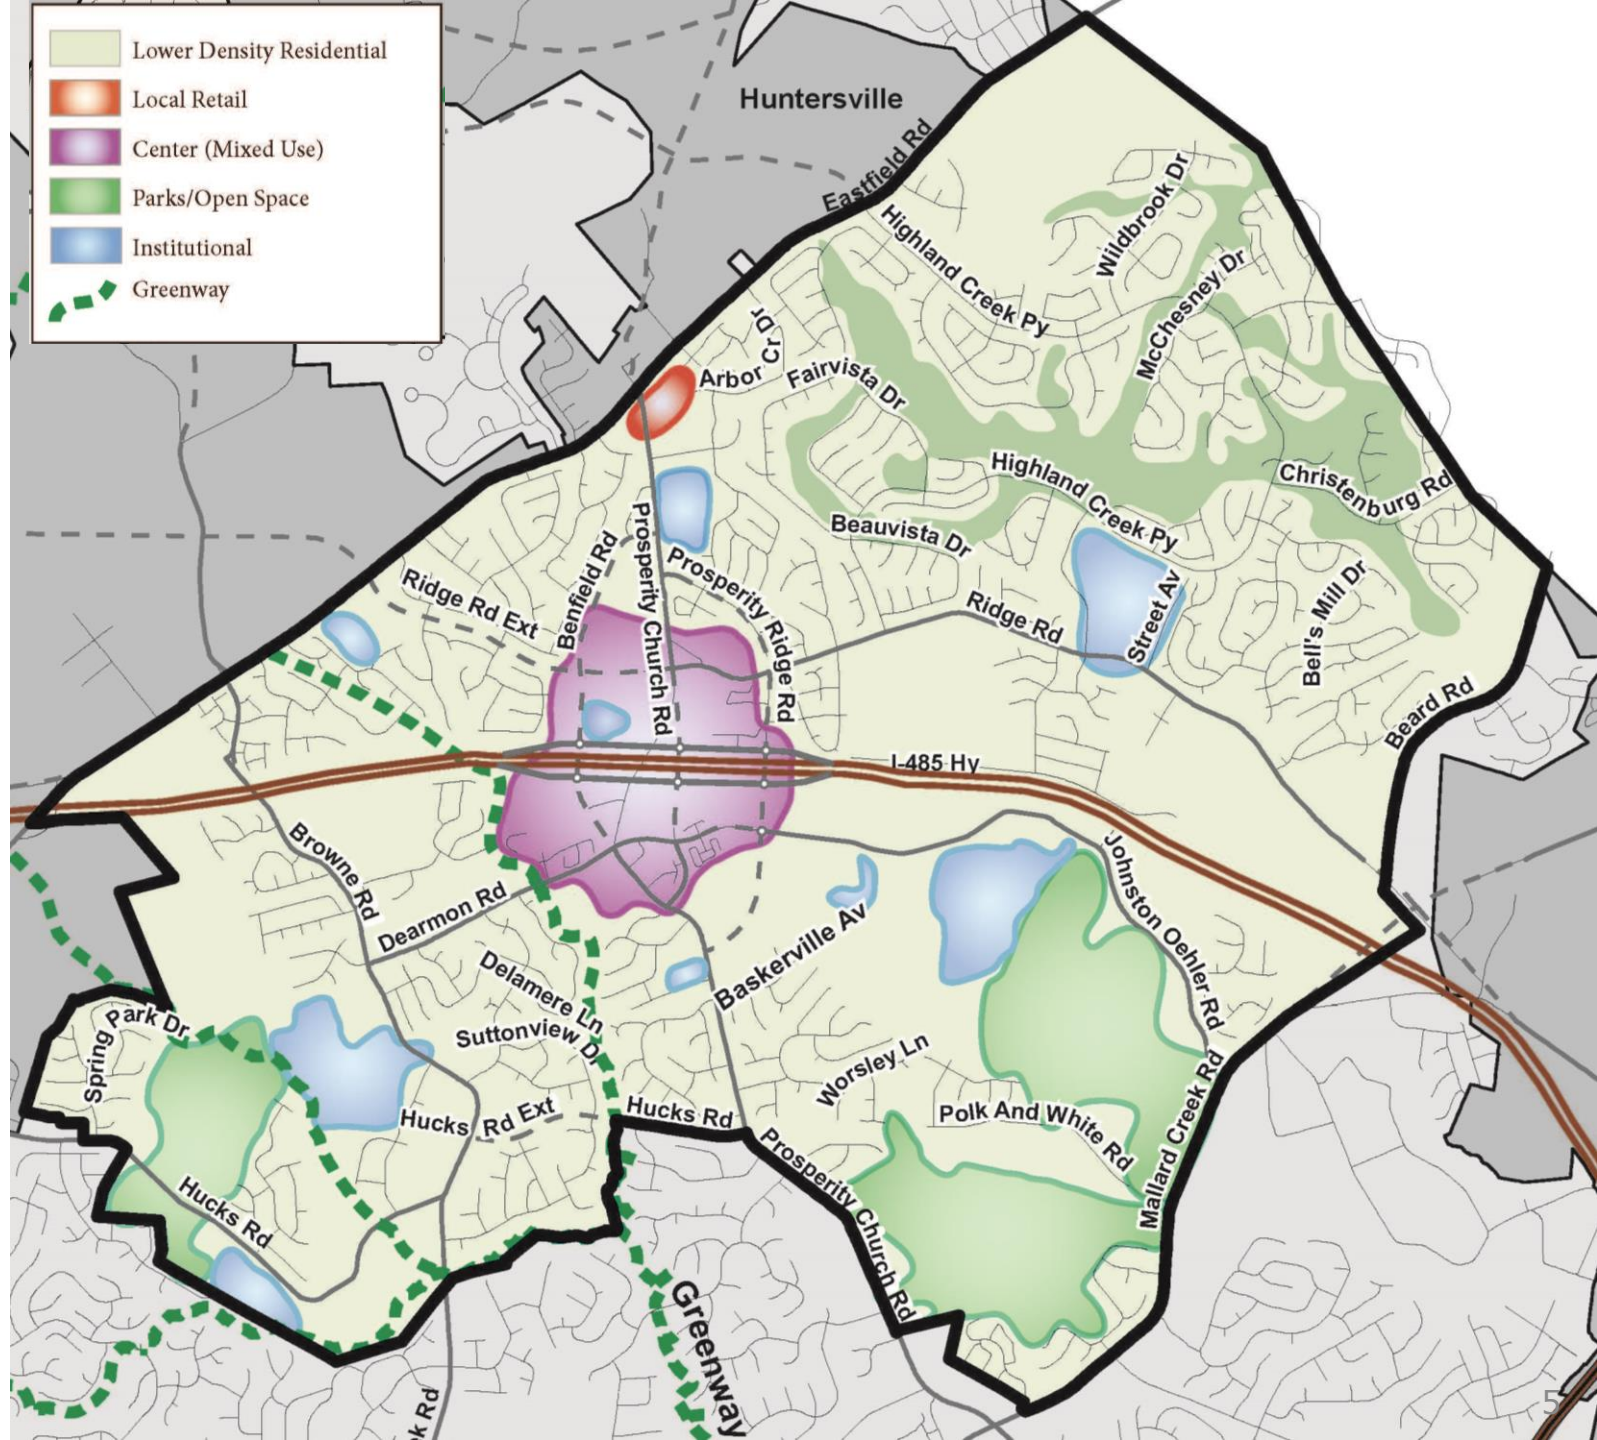 Lower Density Residential
Local Retail
Center (Mixed Use)
Parks/Open Space
Institutional
Greenway
Huntersville
Eastfield Rd
Highland Creek Py
Wildbrook Dr
McChesney Dr
Arbor Cr Dr
Fairvista Dr
Highland Creek Py
Christenburg Rd
Beauvista Dr
Prosperity Church Rd
Benfield Rd
Prosperity Ridge Rd
Ridge Rd Ext
Ridge Rd
Street Av
Bell's Mill Dr
Beard Rd
I-485 Hy
Browne Rd
Dearmon Rd
Johnston Oehler Rd
Baskerville Av
Delamere Ln
Suttonview Dr
Spring Park Dr
Worsley Ln
Hucks Rd Ext
Hucks Rd
Polk And White Rd
Mallard Creek Rd
Prosperity Church Rd
Hucks Rd
Greenway
k Rd
5